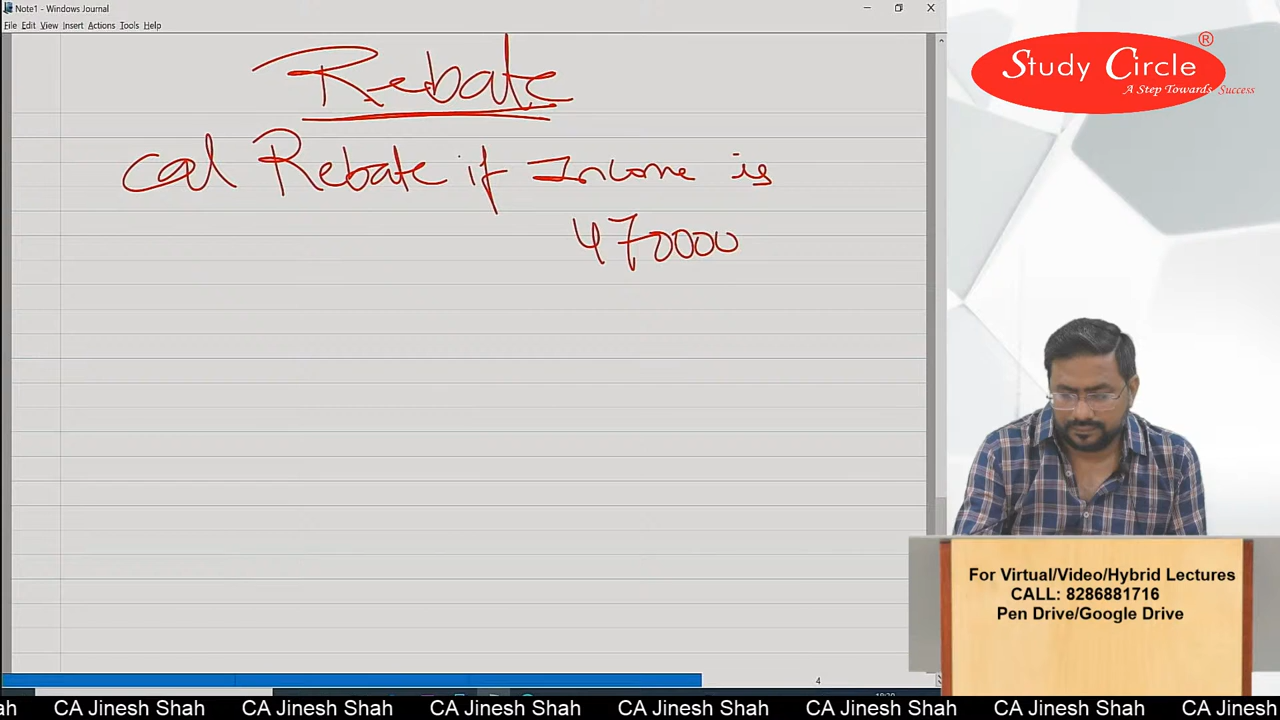 Note1 - Windows Journal
File Edit View Insert Actions Tools Help
Rebate
cal Rebate if Income is
470000
Study Circle ®
A Step Towards Success
For Virtual/Video/Hybrid Lectures
CALL: 8286881716
Pen Drive/Google Drive
4
ah CA Jinesh Shah CA Jinesh Shah CA Jinesh Shah CA Jinesh Shah CA Jinesh Shah CA Jinesh Shah CA Jinesh